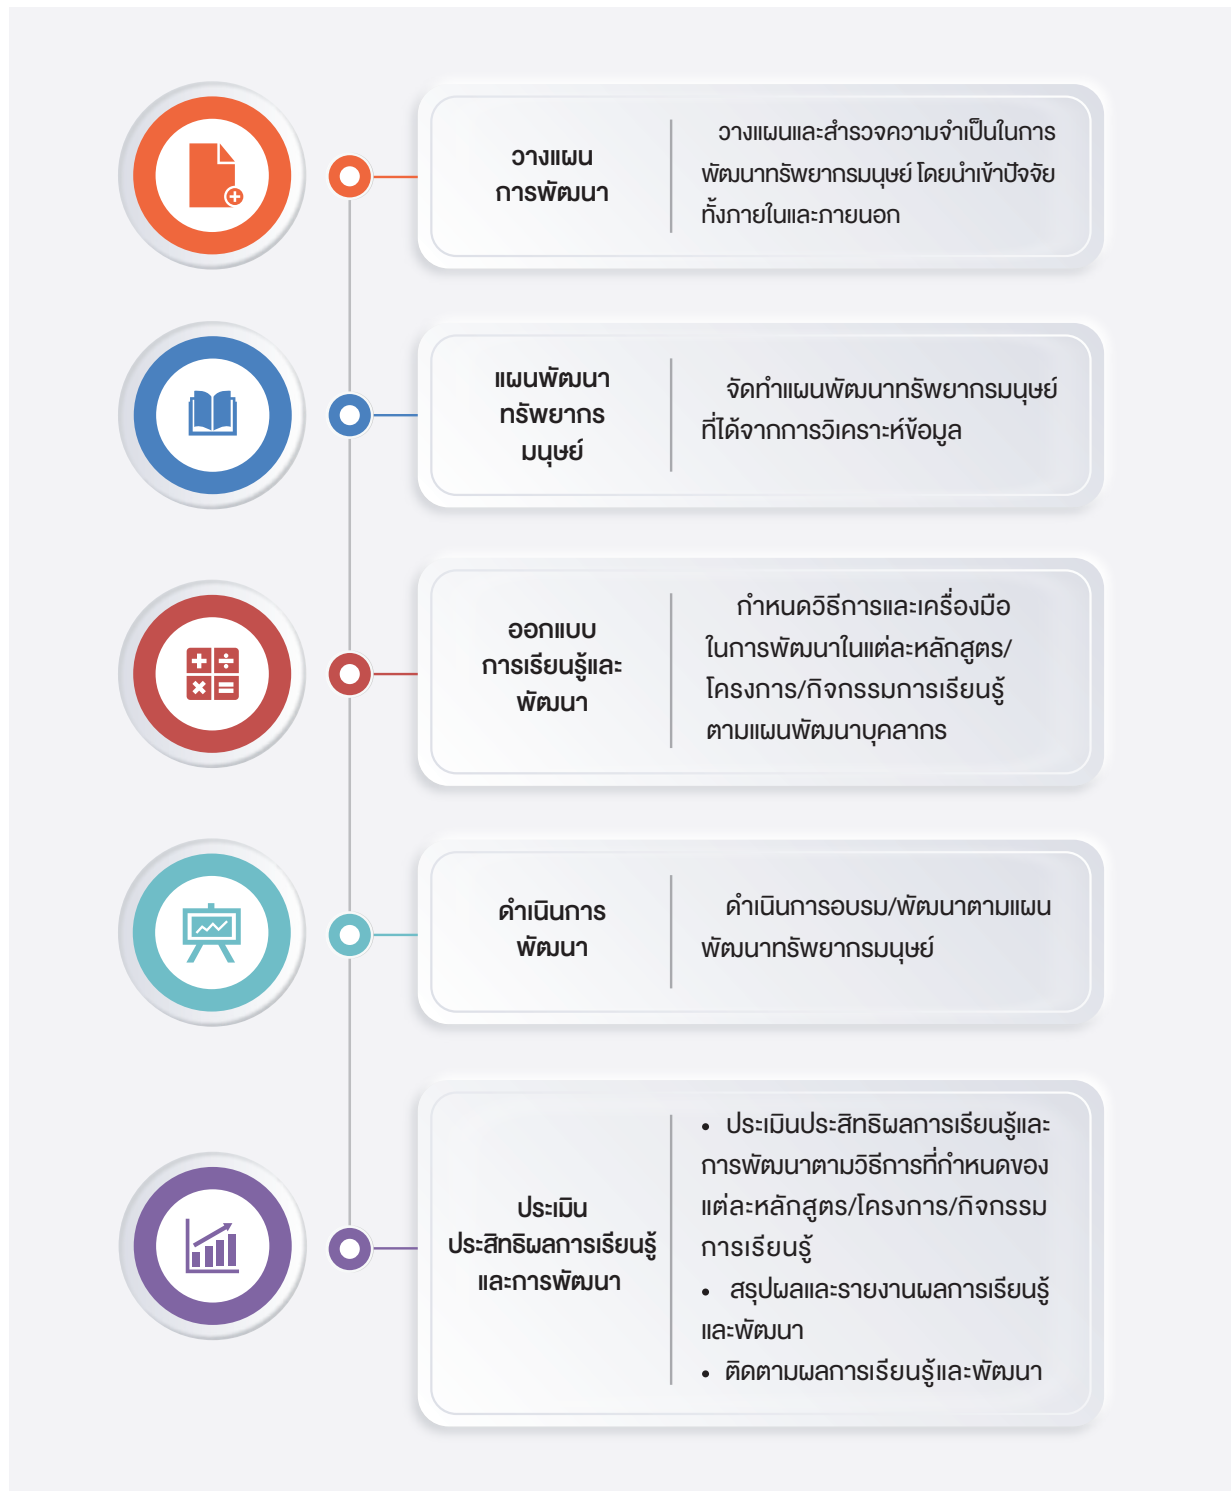 วางแผน
การพัฒนา
วางแผนและสำรวจความจำเป็นในการ
พัฒนาทรัพยากรมนุษย์ โดยนำเข้าปัจจัย
ทั้งภายในและภายนอก
แผนพัฒนา
ทรัพยากร
มนุษย์
จัดทำแผนพัฒนาทรัพยากรมนุษย์
ที่ได้จากการวิเคราะห์ข้อมูล
ออกแบบ
การเรียนรู้และ
พัฒนา
กำหนดวิธีการและเครื่องมือ
ในการพัฒนาในแต่ละหลักสูตร/
โครงการ/กิจกรรมการเรียนรู้
ตามแผนพัฒนาบุคลากร
ดำเนินการ
พัฒนา
ดำเนินการอบรม/พัฒนาตามแผน
พัฒนาทรัพยากรมนุษย์
ประเมิน
ประสิทธิผลการเรียนรู้
และการพัฒนา
• ประเมินประสิทธิผลการเรียนรู้และ
การพัฒนาตามวิธีการที่กำหนดของ
แต่ละหลักสูตร/โครงการ/กิจกรรม
การเรียนรู้
• สรุปผลและรายงานผลการเรียนรู้
และพัฒนา
• ติดตามผลการเรียนรู้และพัฒนา